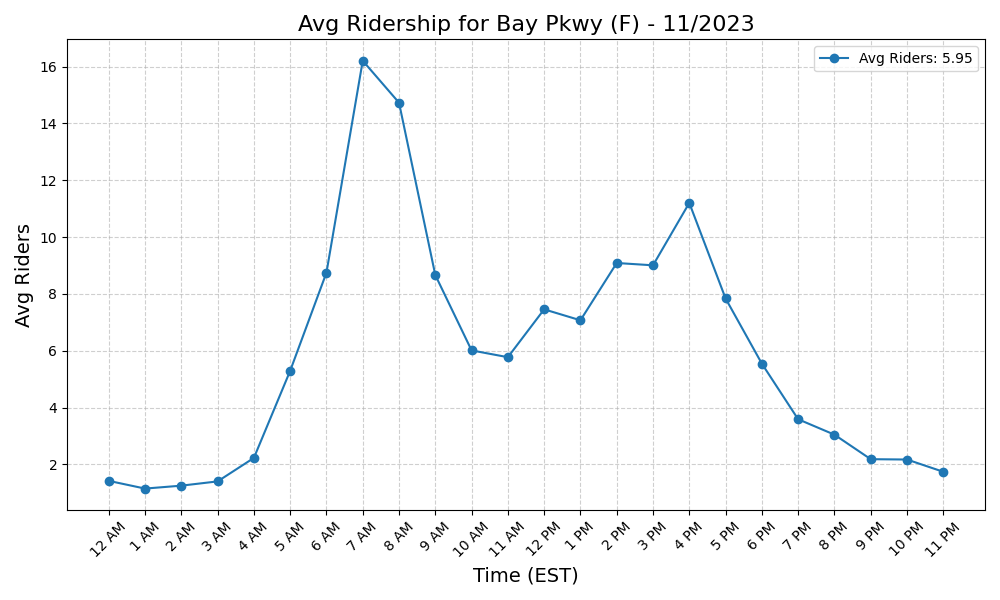 Avg Ridership for Bay Pkwy (F) - 11/2023
Avg Riders: 5.95
Avg Riders
16
14
12
10
8
6
4
2
12 AM
1 AM
2 AM
3 AM
4 AM
5 AM
6 AM
7 AM
8 AM
9 AM
10 AM
11 AM
12 PM
1 PM
2 PM
3 PM
4 PM
5 PM
6 PM
7 PM
8 PM
9 PM
10 PM
11 PM
Time (EST)